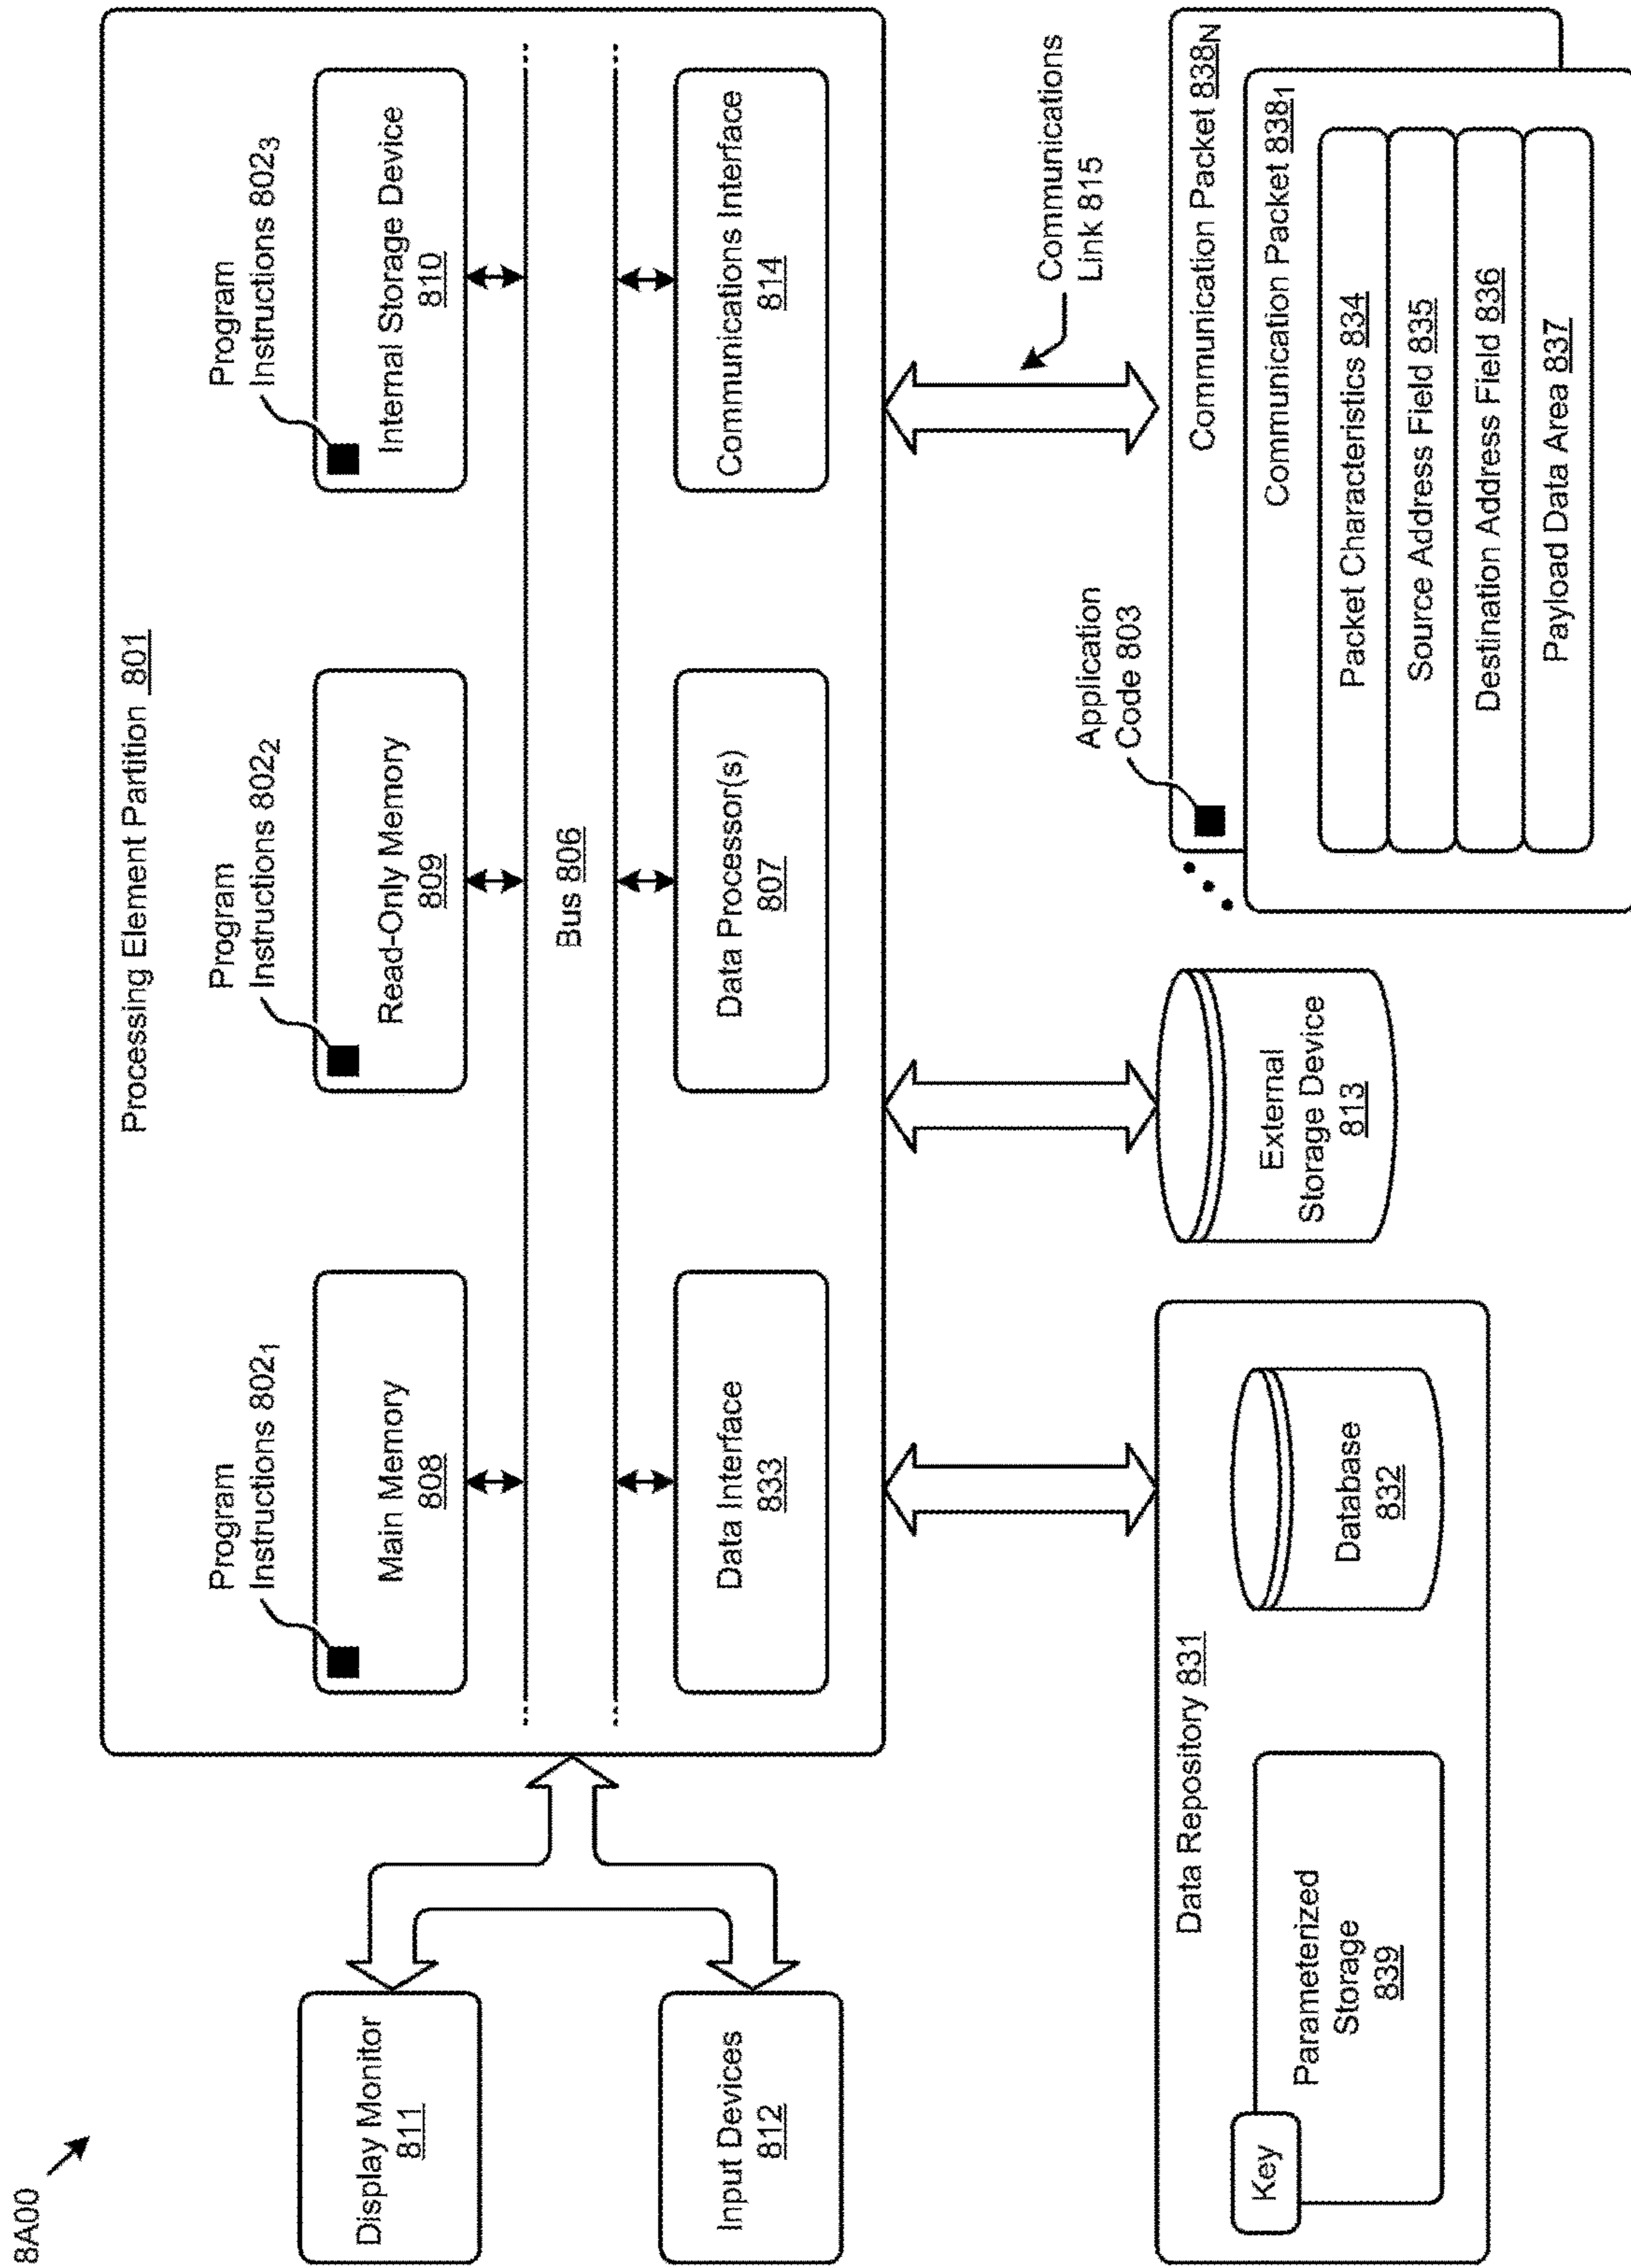 8A00
Processing Element Partition 801
Program
Instructions 802₁
Program
Instructions 802₂
Program
Instructions 802₃
Main Memory
808
Read-Only Memory
809
Internal Storage Device
810
Display Monitor
811
Bus 806
Input Devices
812
Data Interface
833
Data Processor(s)
807
Communications Interface
814
Communications
Link 815
Application
Code 803
Data Repository 831
Key
Parameterized
Storage
839
Database
832
External
Storage Device
813
Communication Packet 838N
Communication Packet 838₁
Packet Characteristics 834
Source Address Field 835
Destination Address Field 836
Payload Data Area 837